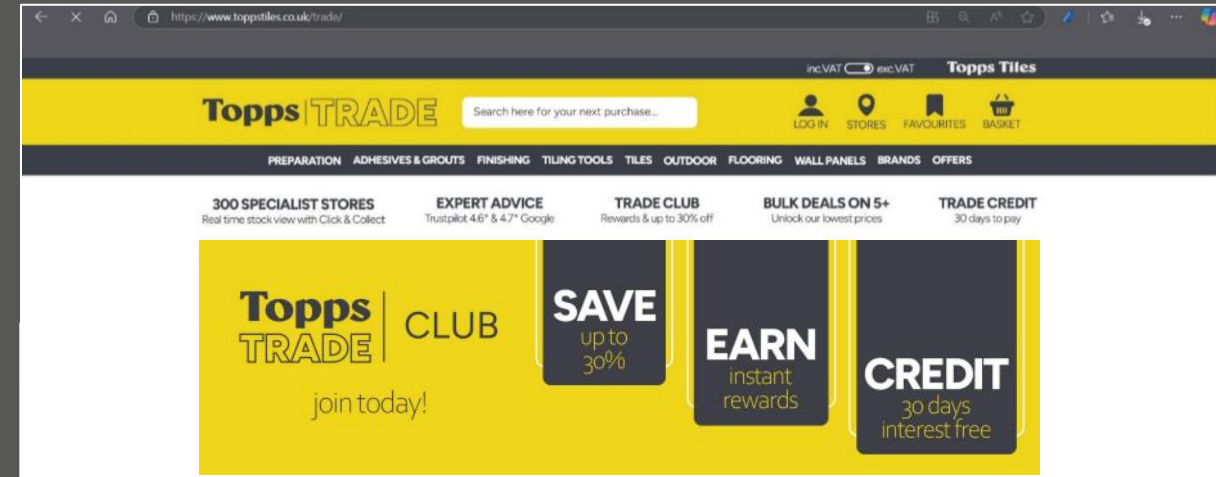 https://www.toppstiles.co.uk/trade/
inc.VAT exc.VAT Topps Tiles
Topps TRADE Search here for your next purchase... LOG IN STORES FAVOURITES BASKET
PREPARATION ADHESIVES & GROUTS FINISHING TILING TOOLS TILES OUTDOOR FLOORING WALL PANELS BRANDS OFFERS
300 SPECIALIST STORES EXPERT ADVICE TRADE CLUB BULK DEALS ON 5+ TRADE CREDIT
Real time stock view with Click & Collect Trustpilot 4.6* & 4.7* Google Rewards & up to 30% off Unlock our lowest prices 30 days to pay
Topps
TRADE
CLUB
join today!
SAVE
up to
30%
EARN
instant
rewards
CREDIT
30 days
interest free